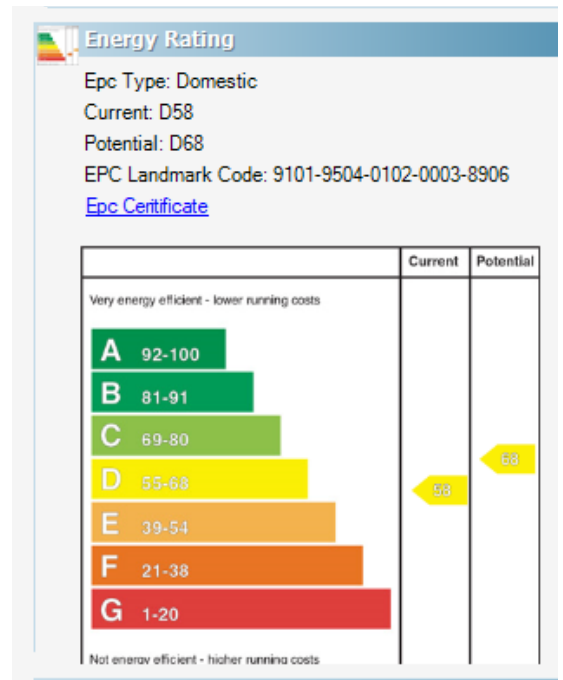 Energy Rating
Epc Type: Domestic
Current: D58
Potential: D68
EPC Landmark Code: 9101-9504-0102-0003-8906
Epc Ceritificate
Current Potential
Very energy efficient - lower running costs
A 92-100
B 81-91
C 69-80
68
D 55-68
58
E 39-54
F 21-38
G 1-20
Not energy efficient - higher running costs